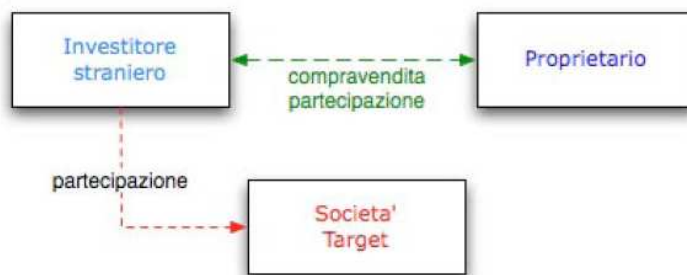 Investitore
straniero
compravendita
partecipazione
Proprietario
partecipazione
Societa'
Target